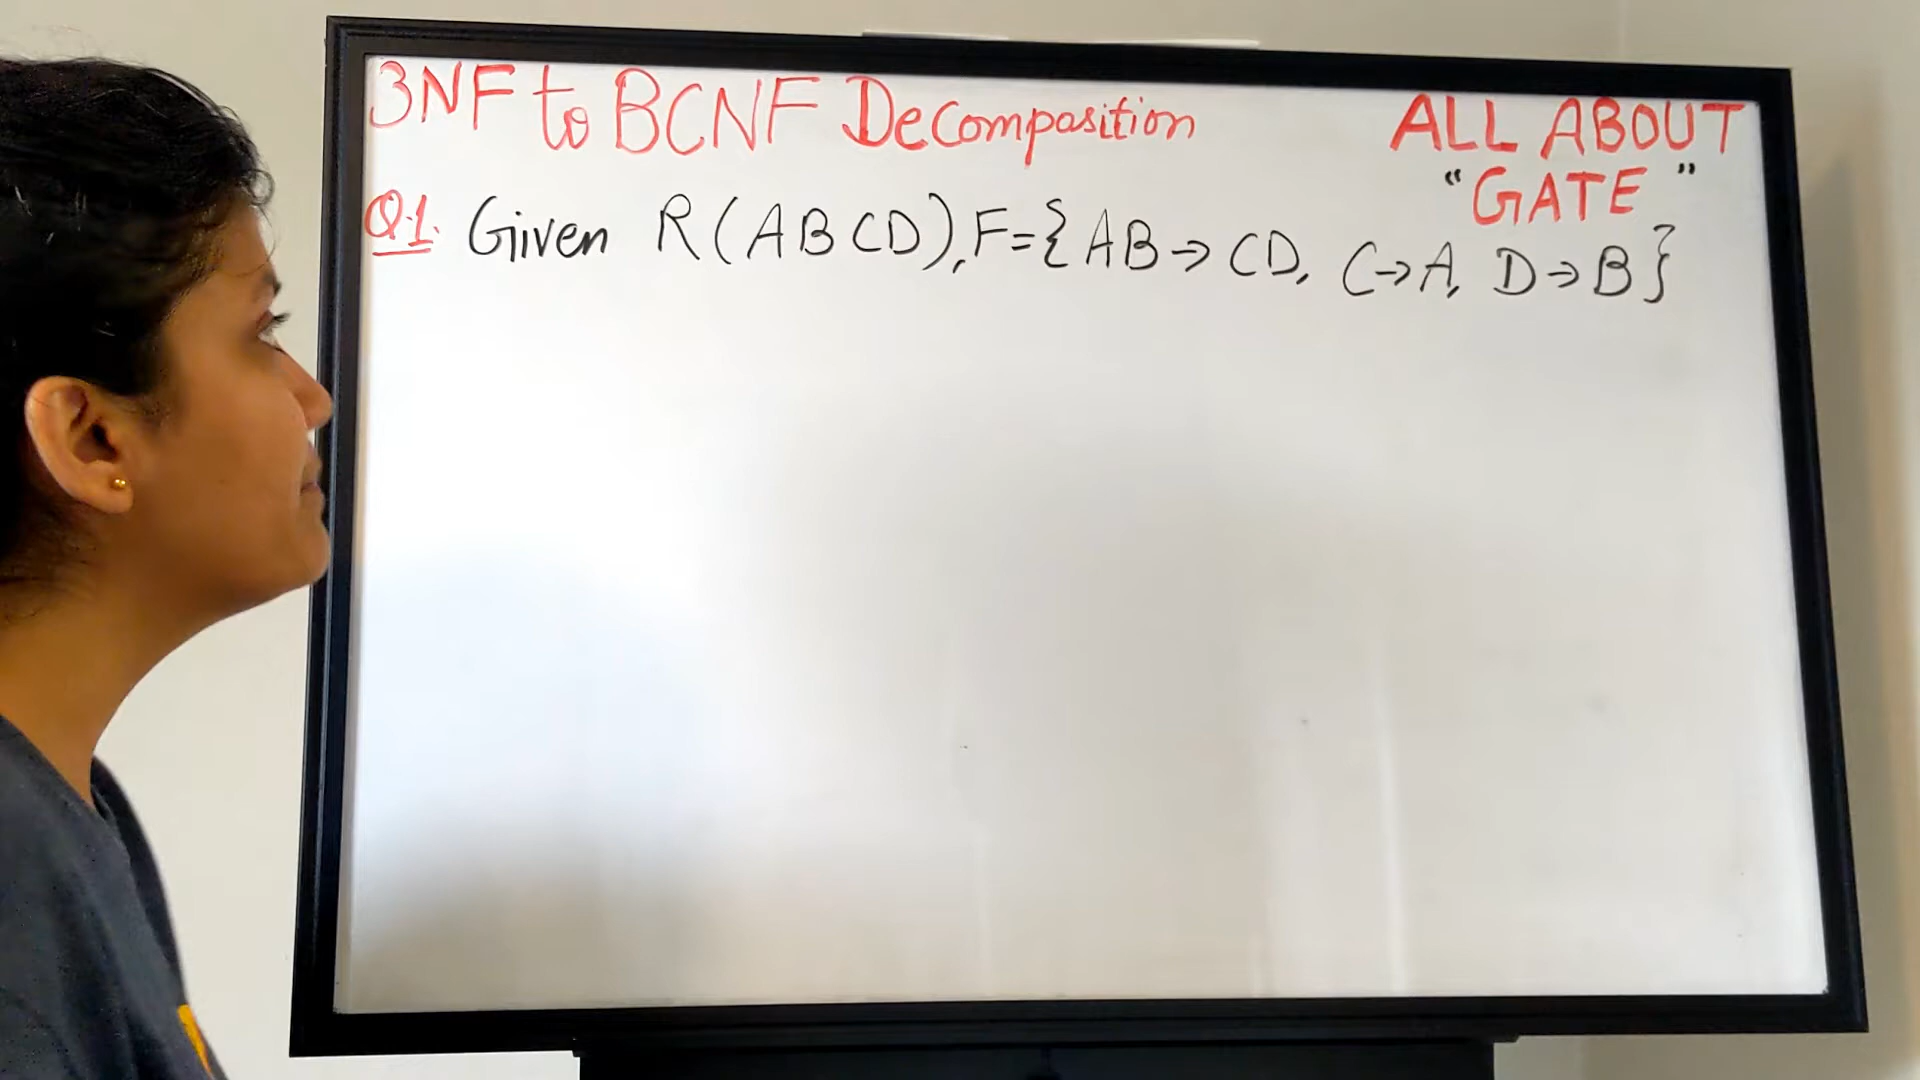 3NF to BCNF Decomposition
ALL ABOUT
"GATE"
Q.1. Given R(ABCD), F={AB→CD, C→A, D→B}